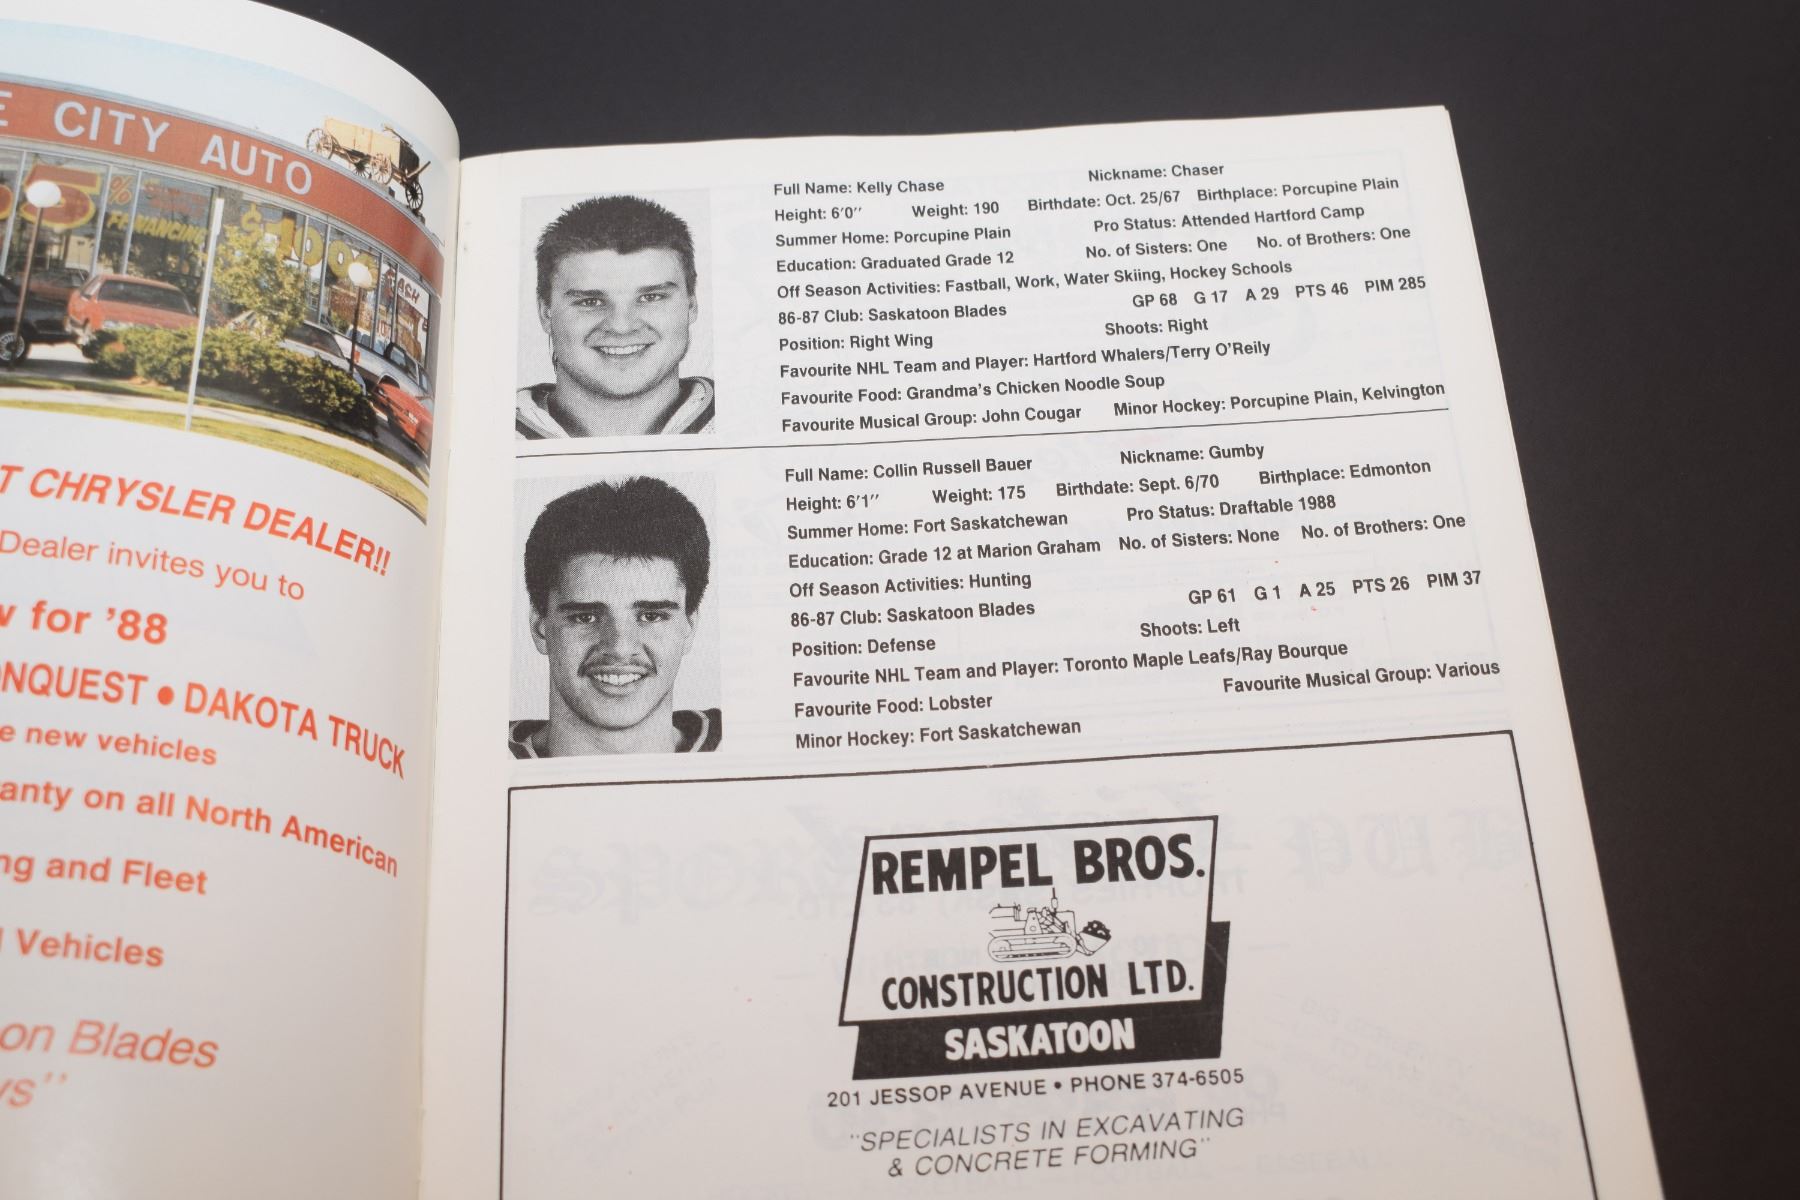 E CITY AUTO
5% FINANCING
$100's
CASH
T CHRYSLER DEALER!!
Dealer invites you to
w for '88
ONQUEST • DAKOTA TRUCK
e new vehicles
anty on all North American
ng and Fleet
Vehicles
on Blades
ys"
Full Name: Kelly Chase Nickname: Chaser
Height: 6'0" Weight: 190 Birthdate: Oct. 25/67 Birthplace: Porcupine Plain
Summer Home: Porcupine Plain Pro Status: Attended Hartford Camp
Education: Graduated Grade 12 No. of Sisters: One No. of Brothers: One
Off Season Activities: Fastball, Work, Water Skiing, Hockey Schools
86-87 Club: Saskatoon Blades GP 68 G 17 A 29 PTS 46 PIM 285
Position: Right Wing Shoots: Right
Favourite NHL Team and Player: Hartford Whalers/Terry O'Reily
Favourite Food: Grandma's Chicken Noodle Soup
Favourite Musical Group: John Cougar Minor Hockey: Porcupine Plain, Kelvington
Full Name: Collin Russell Bauer Nickname: Gumby
Height: 6'1" Weight: 175 Birthdate: Sept. 6/70 Birthplace: Edmonton
Summer Home: Fort Saskatchewan Pro Status: Draftable 1988
Education: Grade 12 at Marion Graham No. of Sisters: None No. of Brothers: One
Off Season Activities: Hunting
86-87 Club: Saskatoon Blades GP 61 G 1 A 25 PTS 26 PIM 37
Position: Defense Shoots: Left
Favourite NHL Team and Player: Toronto Maple Leafs/Ray Bourque
Favourite Food: Lobster Favourite Musical Group: Various
Minor Hockey: Fort Saskatchewan
REMPEL BROS.
CONSTRUCTION LTD.
SASKATOON
201 JESSOP AVENUE • PHONE 374-6505
"SPECIALISTS IN EXCAVATING
& CONCRETE FORMING"